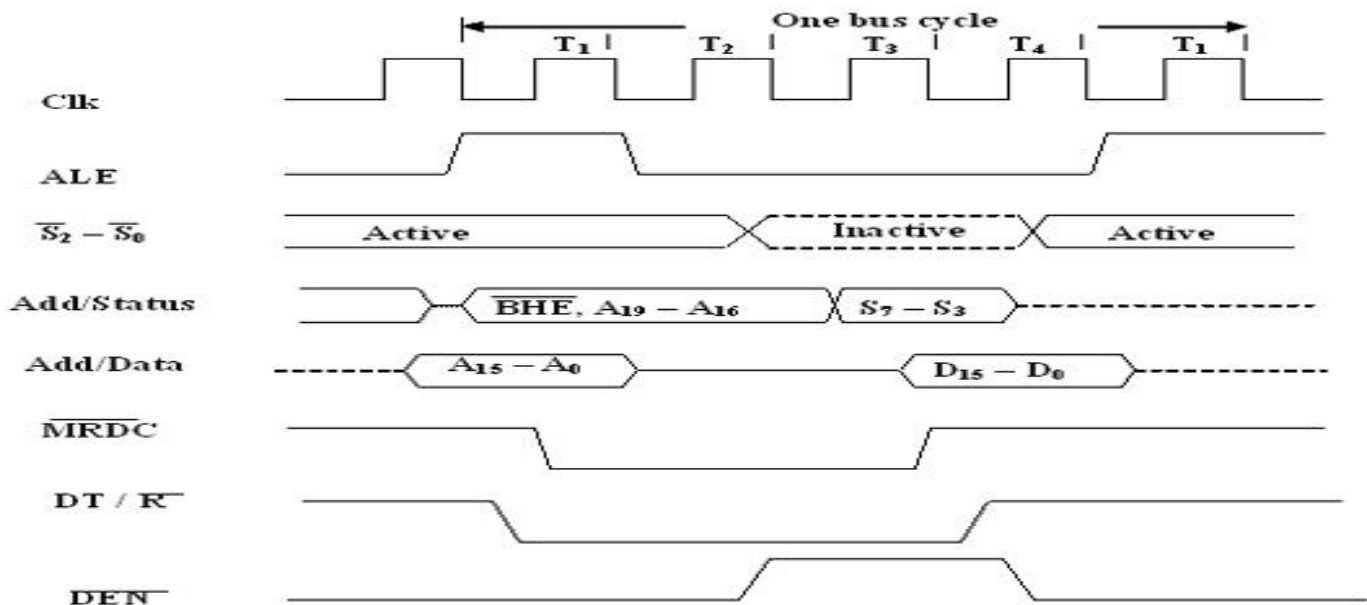 One bus cycle
T₁ T₂ T₃ T₄ T₁
Clk
ALE
S̅₂ – S̅₀ Active Inactive Active
Add/Status B̅H̅E̅, A₁₉ – A₁₆ S₇ – S₃
Add/Data A₁₅ – A₀ D₁₅ – D₀
M̅R̅D̅C̅
DT / R̅
D̅E̅N̅